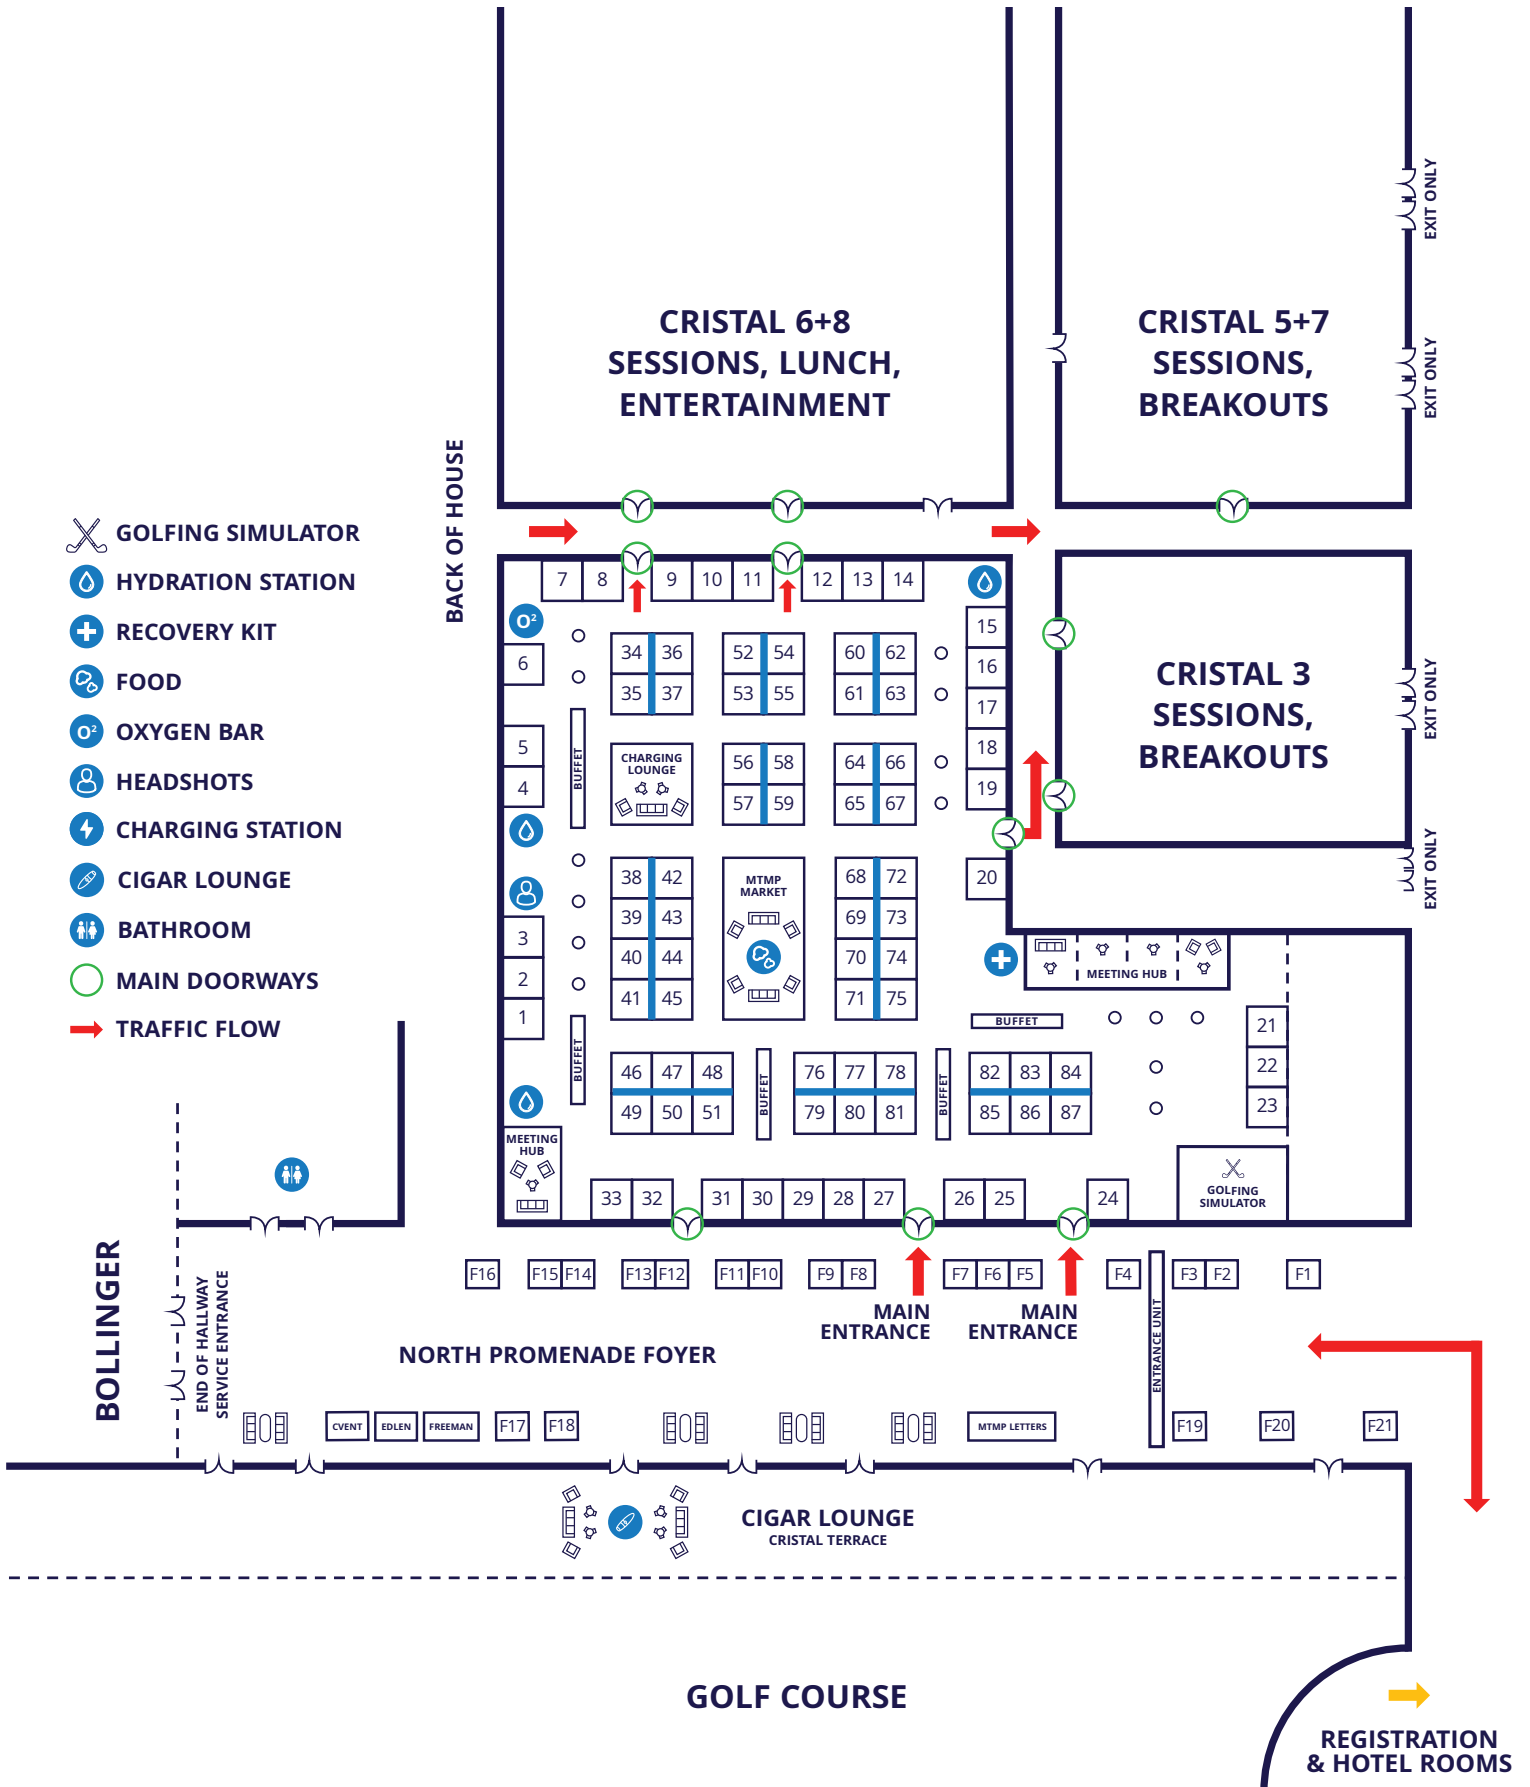 CRISTAL 6+8
SESSIONS, LUNCH,
ENTERTAINMENT
CRISTAL 5+7
SESSIONS,
BREAKOUTS
EXIT ONLY
EXIT ONLY
BACK OF HOUSE
GOLFING SIMULATOR
HYDRATION STATION
RECOVERY KIT
FOOD
O²
OXYGEN BAR
HEADSHOTS
CHARGING STATION
CIGAR LOUNGE
BATHROOM
MAIN DOORWAYS
TRAFFIC FLOW
7 8 9 10 11 12 13 14
O²
6
5
4
3
2
1
15
16
17
18
19
20
34 36 52 54 60 62
35 37 53 55 61 63
BUFFET
CHARGING
LOUNGE
56 58 64 66
57 59 65 67
CRISTAL 3
SESSIONS,
BREAKOUTS
EXIT ONLY
EXIT ONLY
38 42
39 43
40 44
41 45
MTMP
MARKET
68 72
69 73
70 74
71 75
MEETING HUB
BUFFET
21
22
23
BUFFET
46 47 48
49 50 51
BUFFET
76 77 78
79 80 81
BUFFET
82 83 84
85 86 87
MEETING
HUB
33 32 31 30 29 28 27 26 25 24
GOLFING
SIMULATOR
F16 F15 F14 F13 F12 F11 F10 F9 F8 F7 F6 F5 F4 F3 F2 F1
MAIN
ENTRANCE
MAIN
ENTRANCE
ENTRANCE UNIT
BOLLINGER
END OF HALLWAY
SERVICE ENTRANCE
NORTH PROMENADE FOYER
CVENT EDLEN FREEMAN F17 F18 MTMP LETTERS F19 F20 F21
CIGAR LOUNGE
CRISTAL TERRACE
GOLF COURSE
REGISTRATION
& HOTEL ROOMS